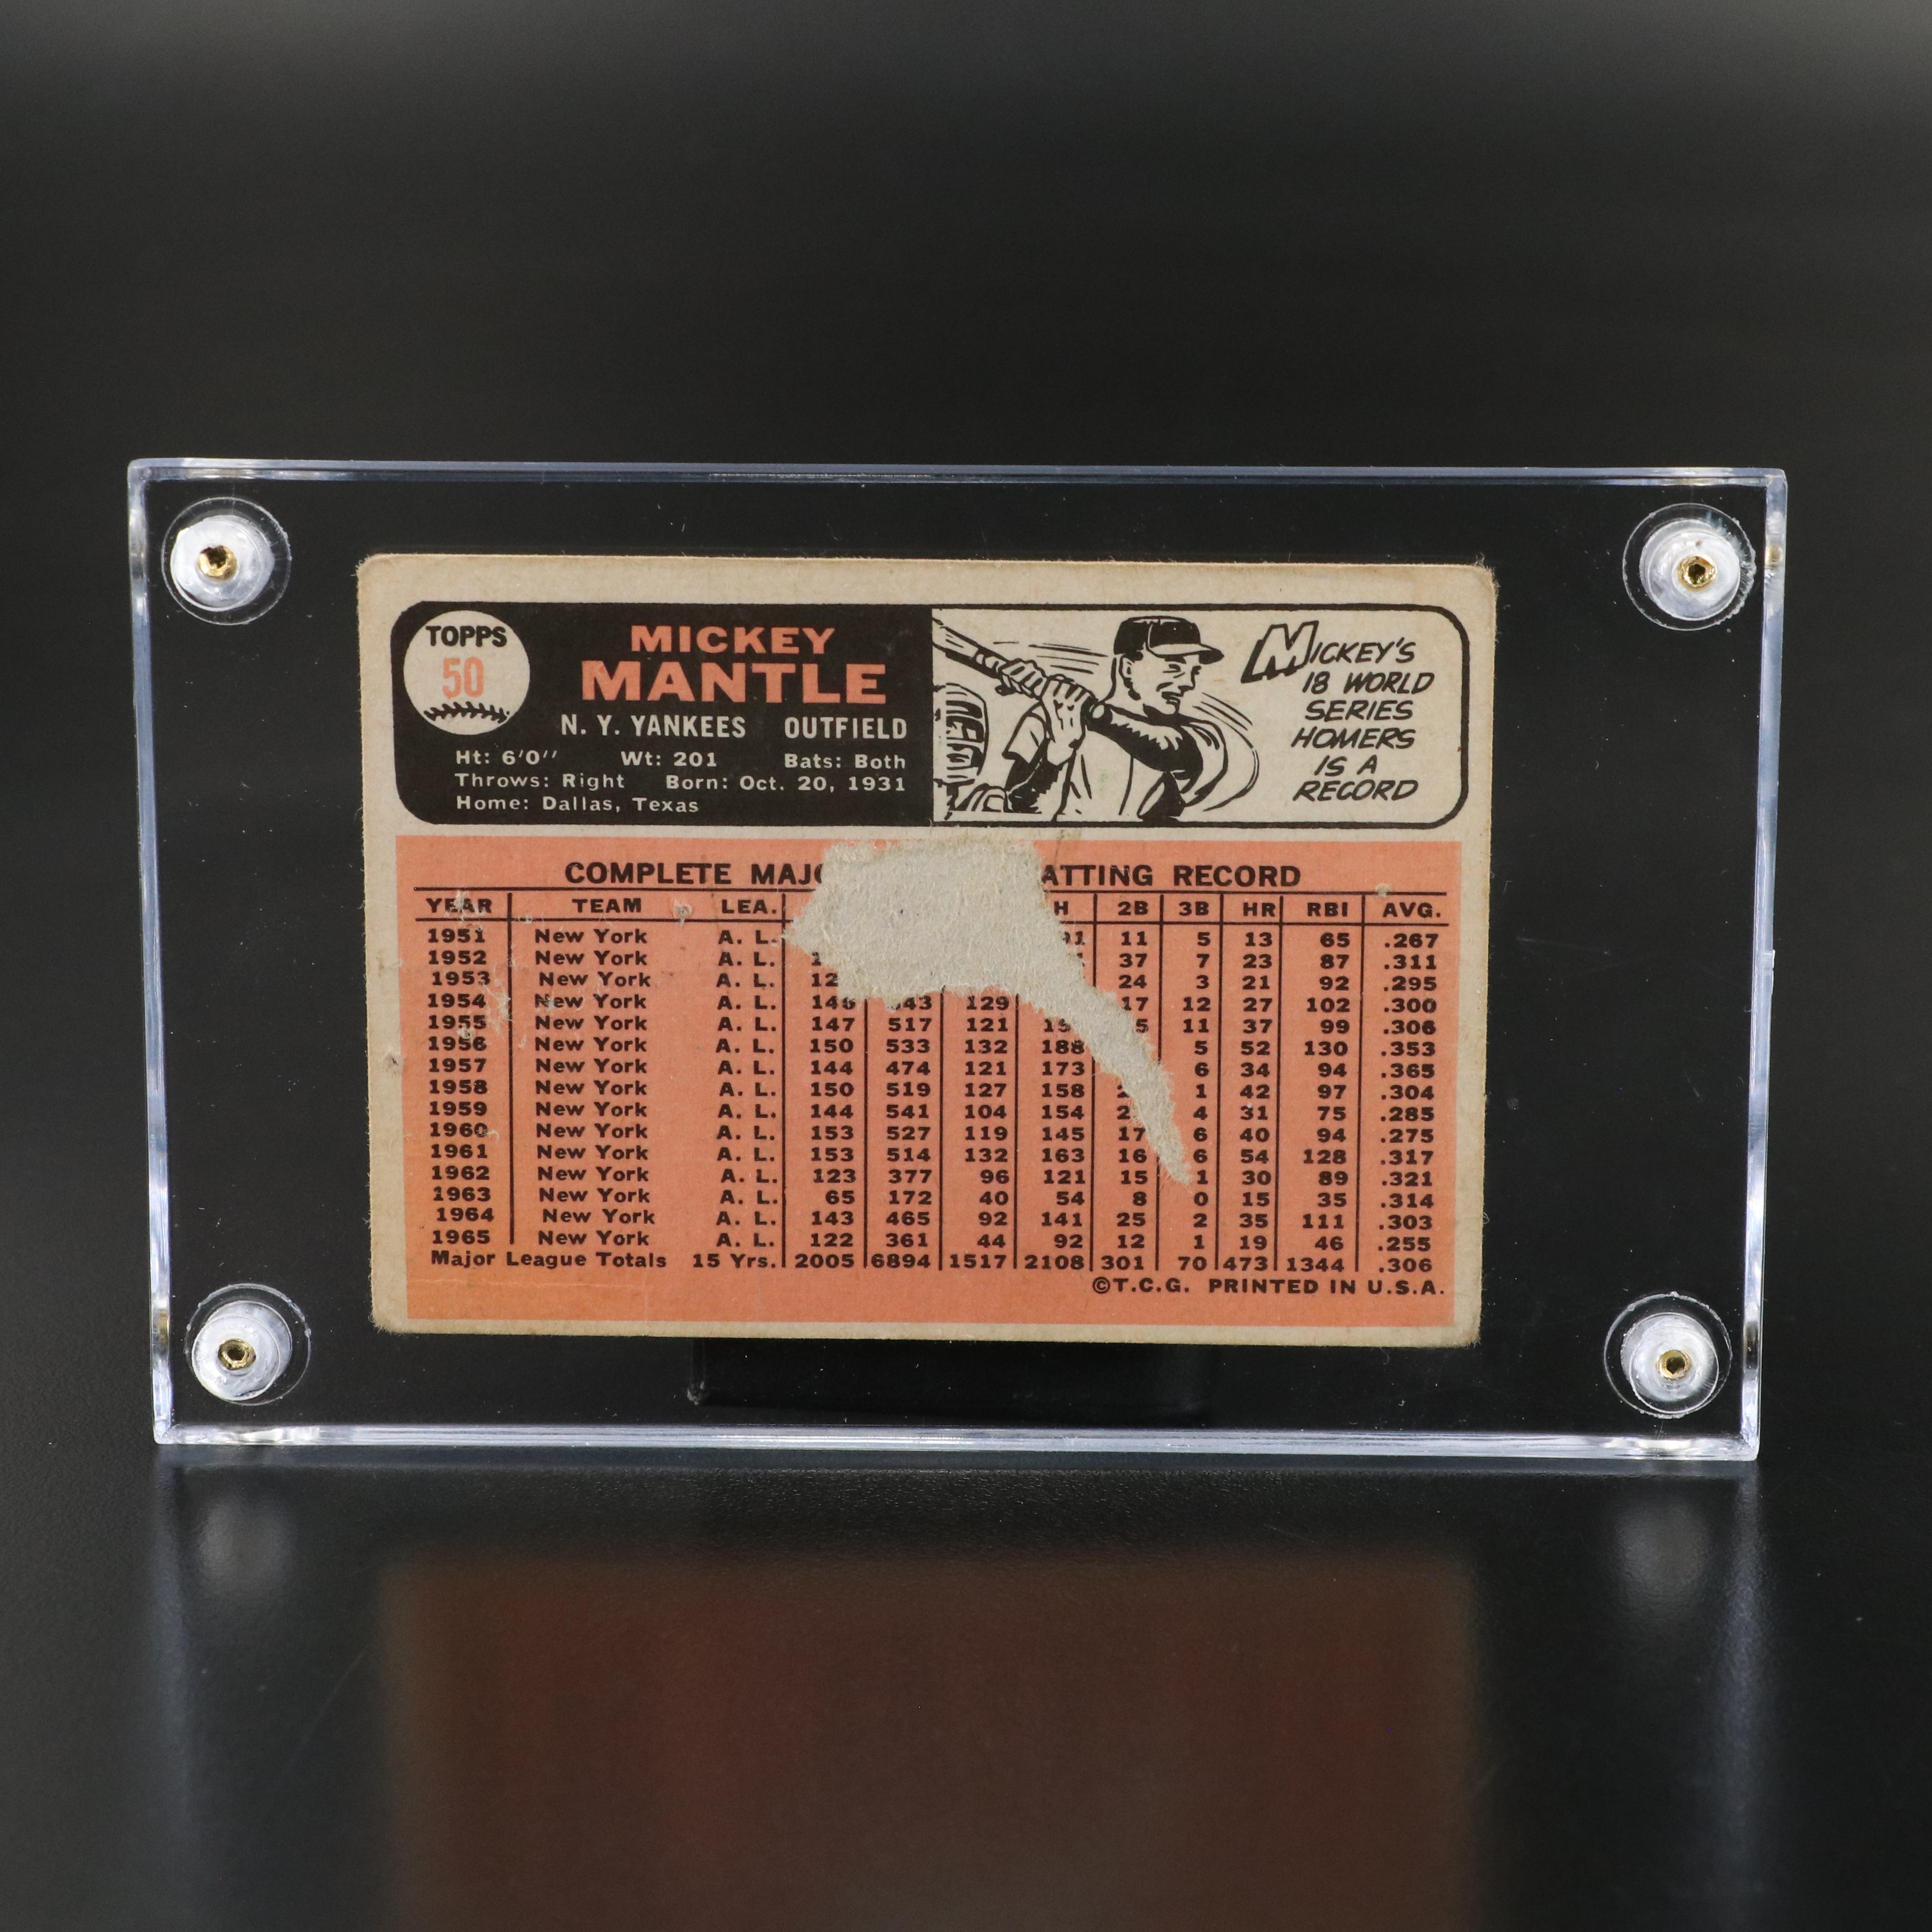 TOPPS
50
MICKEY
MANTLE
N. Y. YANKEES OUTFIELD
Ht: 6'0'' Wt: 201 Bats: Both
Throws: Right Born: Oct. 20, 1931
Home: Dallas, Texas
MICKEY'S
18 WORLD
SERIES
HOMERS
IS A
RECORD
COMPLETE RECORD
YEAR TEAM LEA. H 2B 3B HR RBI AVG.
1951 New York A. L. 11 5 13 65 .267
1952 New York A. L. 37 7 23 87 .311
1953 New York A. L. 24 3 21 92 .295
1954 New York A. L. 146 129 17 12 27 102 .300
1955 New York A. L. 147 517 121 11 37 99 .306
1956 New York A. L. 150 533 132 188 5 52 130 .353
1957 New York A. L. 144 474 121 173 6 34 94 .365
1958 New York A. L. 150 519 127 158 1 42 97 .304
1959 New York A. L. 144 541 104 154 4 31 75 .285
1960 New York A. L. 153 527 119 145 17 6 40 94 .275
1961 New York A. L. 153 514 132 163 16 6 54 128 .317
1962 New York A. L. 123 377 96 121 15 1 30 89 .321
1963 New York A. L. 65 172 40 54 8 0 15 35 .314
1964 New York A. L. 143 465 92 141 25 2 35 111 .303
1965 New York A. L. 122 361 44 92 12 1 19 46 .255
Major League Totals 15 Yrs. 2005 6894 1517 2108 301 70 473 1344 .306
©T.C.G. PRINTED IN U.S.A.